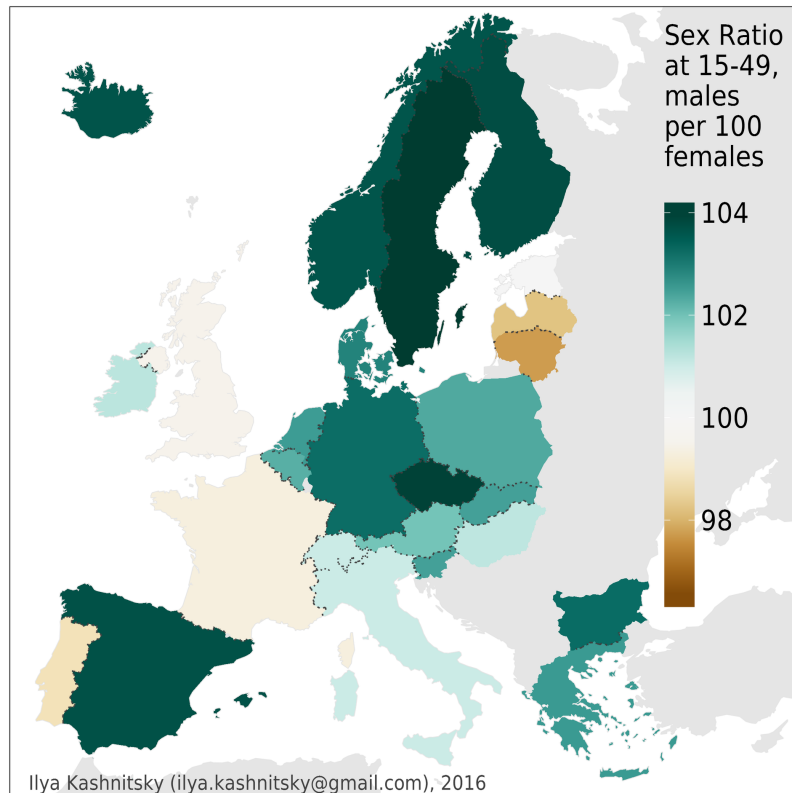 Sex Ratio
at 15-49,
males
per 100
females
104
102
100
98
Ilya Kashnitsky (ilya.kashnitsky@gmail.com), 2016